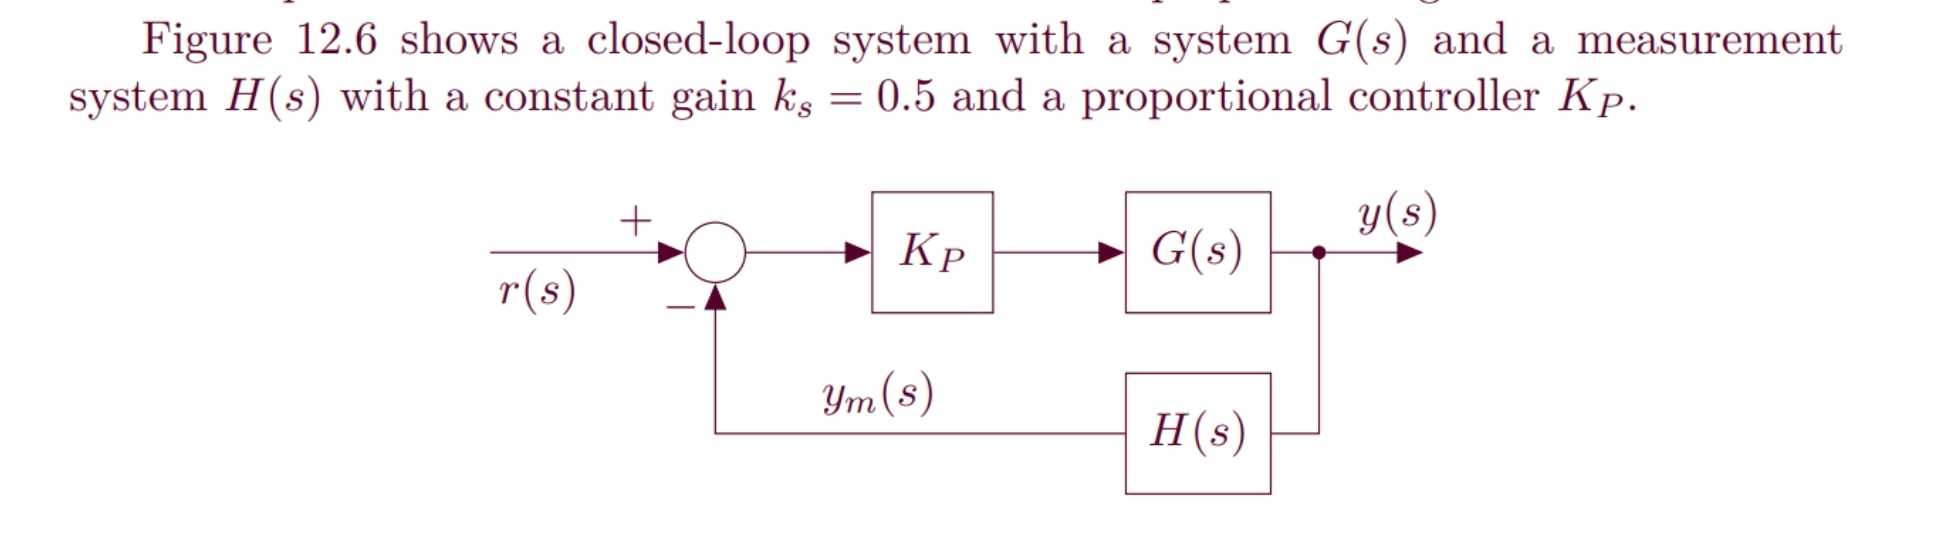 Figure 12.6 shows a closed-loop system with a system G(s) and a measurement
system H(s) with a constant gain k_s = 0.5 and a proportional controller K_P.
+
r(s)
−
K_P
G(s)
y(s)
y_m(s)
H(s)